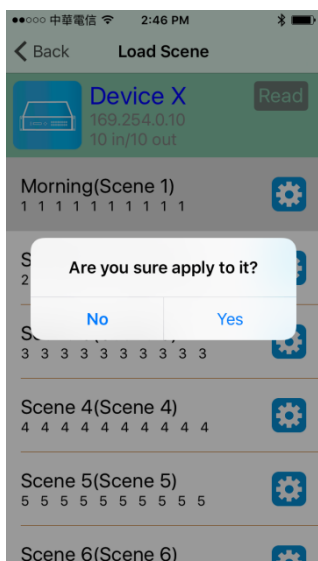 中華電信 2:46 PM
Back Load Scene
Device X
Read
169.254.0.10
10 in/10 out
Morning(Scene 1)
1 1 1 1 1 1 1 1 1 1
Are you sure apply to it?
No Yes
3 3 3 3 3 3 3 3 3 3
Scene 4(Scene 4)
4 4 4 4 4 4 4 4 4 4
Scene 5(Scene 5)
5 5 5 5 5 5 5 5 5 5
Scene 6(Scene 6)